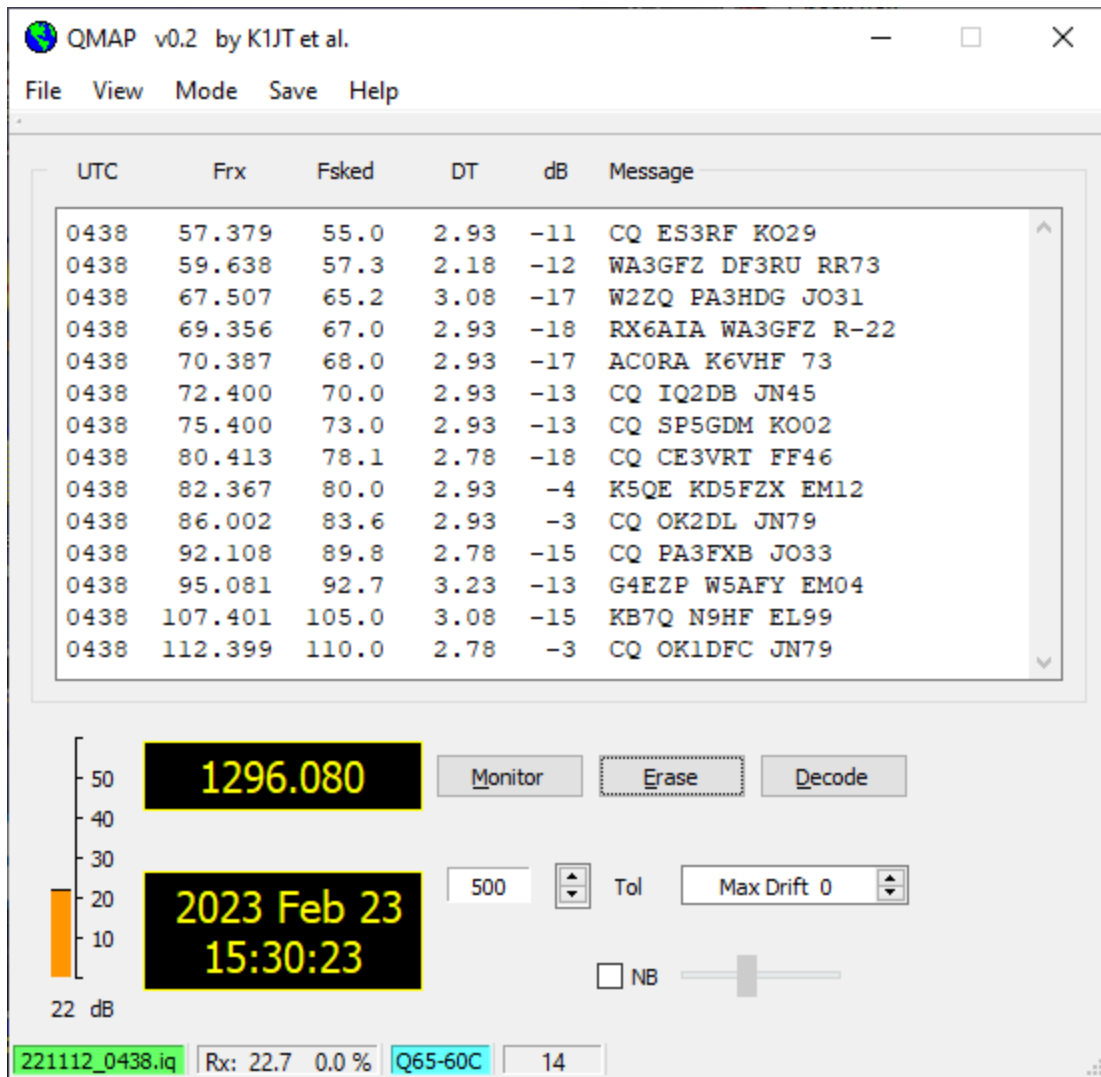 QMAP v0.2 by K1JT et al.
File View Mode Save Help
UTC Frx Fsked DT dB Message
0438 57.379 55.0 2.93 -11 CQ ES3RF KO29
0438 59.638 57.3 2.18 -12 WA3GFZ DF3RU RR73
0438 67.507 65.2 3.08 -17 W2ZQ PA3HDG JO31
0438 69.356 67.0 2.93 -18 RX6AIA WA3GFZ R-22
0438 70.387 68.0 2.93 -17 AC0RA K6VHF 73
0438 72.400 70.0 2.93 -13 CQ IQ2DB JN45
0438 75.400 73.0 2.93 -13 CQ SP5GDM KO02
0438 80.413 78.1 2.78 -18 CQ CE3VRT FF46
0438 82.367 80.0 2.93 -4 K5QE KD5FZX EM12
0438 86.002 83.6 2.93 -3 CQ OK2DL JN79
0438 92.108 89.8 2.78 -15 CQ PA3FXB JO33
0438 95.081 92.7 3.23 -13 G4EZP W5AFY EM04
0438 107.401 105.0 3.08 -15 KB7Q N9HF EL99
0438 112.399 110.0 2.78 -3 CQ OK1DFC JN79
50
40
30
20
10
22 dB
1296.080
Monitor Erase Decode
2023 Feb 23
15:30:23
500 Tol Max Drift 0
NB
221112_0438.iq Rx: 22.7 0.0 % Q65-60C 14